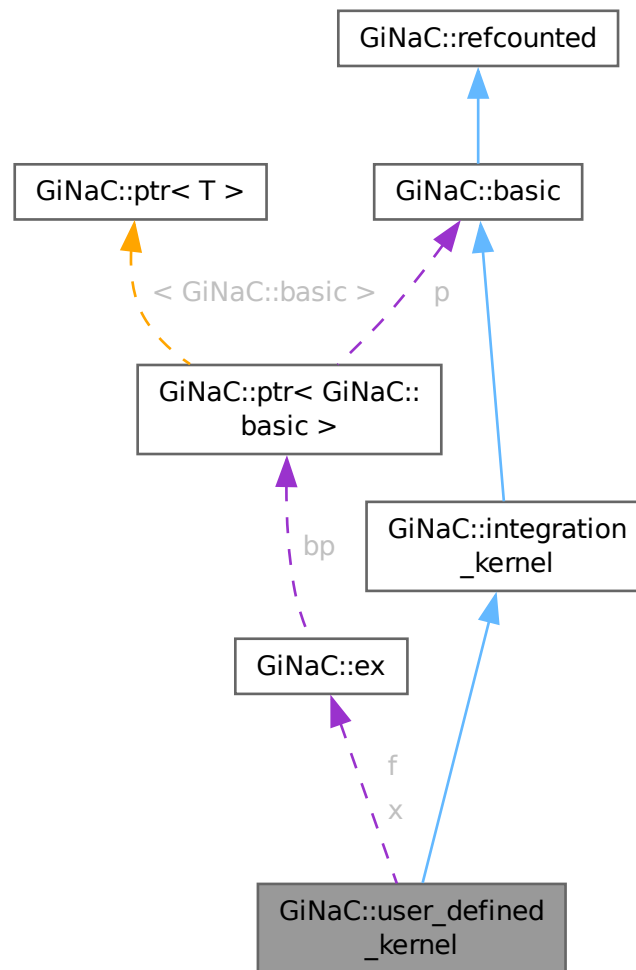 GiNaC::refcounted
GiNaC::ptr< T >
GiNaC::basic
< GiNaC::basic >
p
GiNaC::ptr< GiNaC::
basic >
GiNaC::integration
_kernel
bp
GiNaC::ex
f
x
GiNaC::user_defined
_kernel